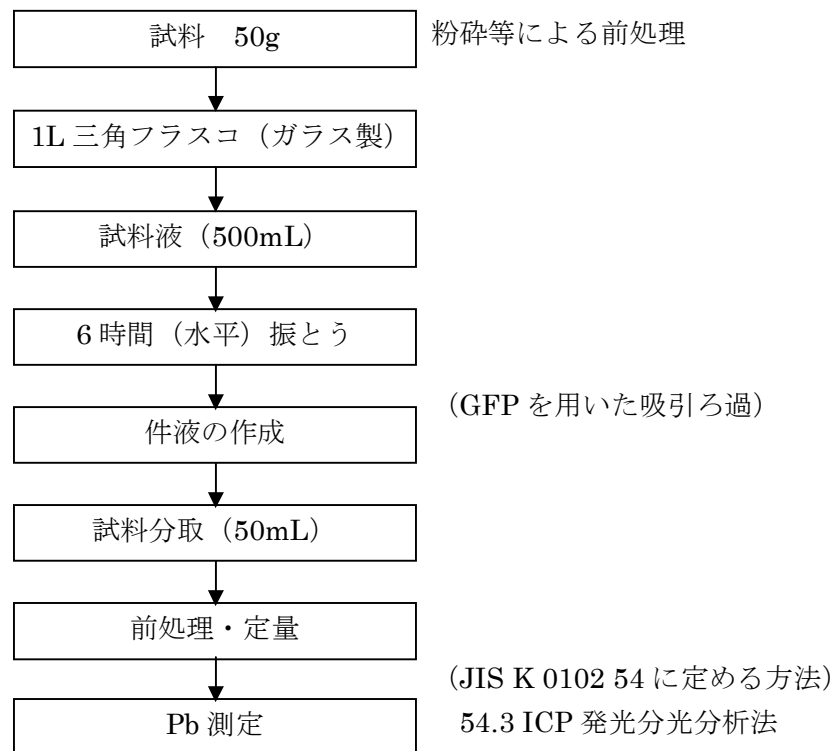 試料　50g
粉砕等による前処理
1L 三角フラスコ（ガラス製）
試料液（500mL）
6 時間（水平）振とう
（GFP を用いた吸引ろ過）
件液の作成
試料分取（50mL）
前処理・定量
（JIS K 0102 54 に定める方法）
Pb 測定
54.3 ICP 発光分光分析法